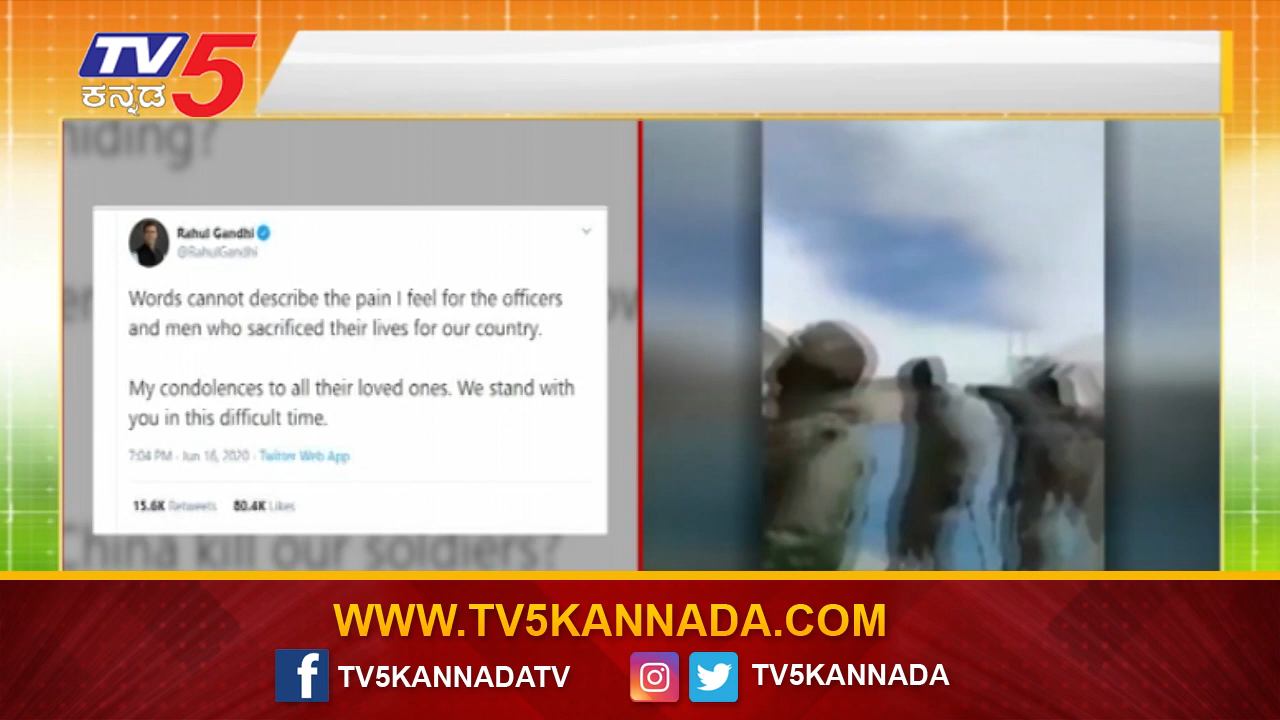 TV5
ಕನ್ನಡ
hiding?
Rahul Gandhi
@RahulGandhi
Words cannot describe the pain I feel for the officers
and men who sacrificed their lives for our country.
My condolences to all their loved ones. We stand with
you in this difficult time.
7:04 PM · Jun 16, 2020 · Twitter Web App
15.6K Retweets 80.4K Likes
China kill our soldiers?
WWW.TV5KANNADA.COM
f TV5KANNADATV
TV5KANNADA